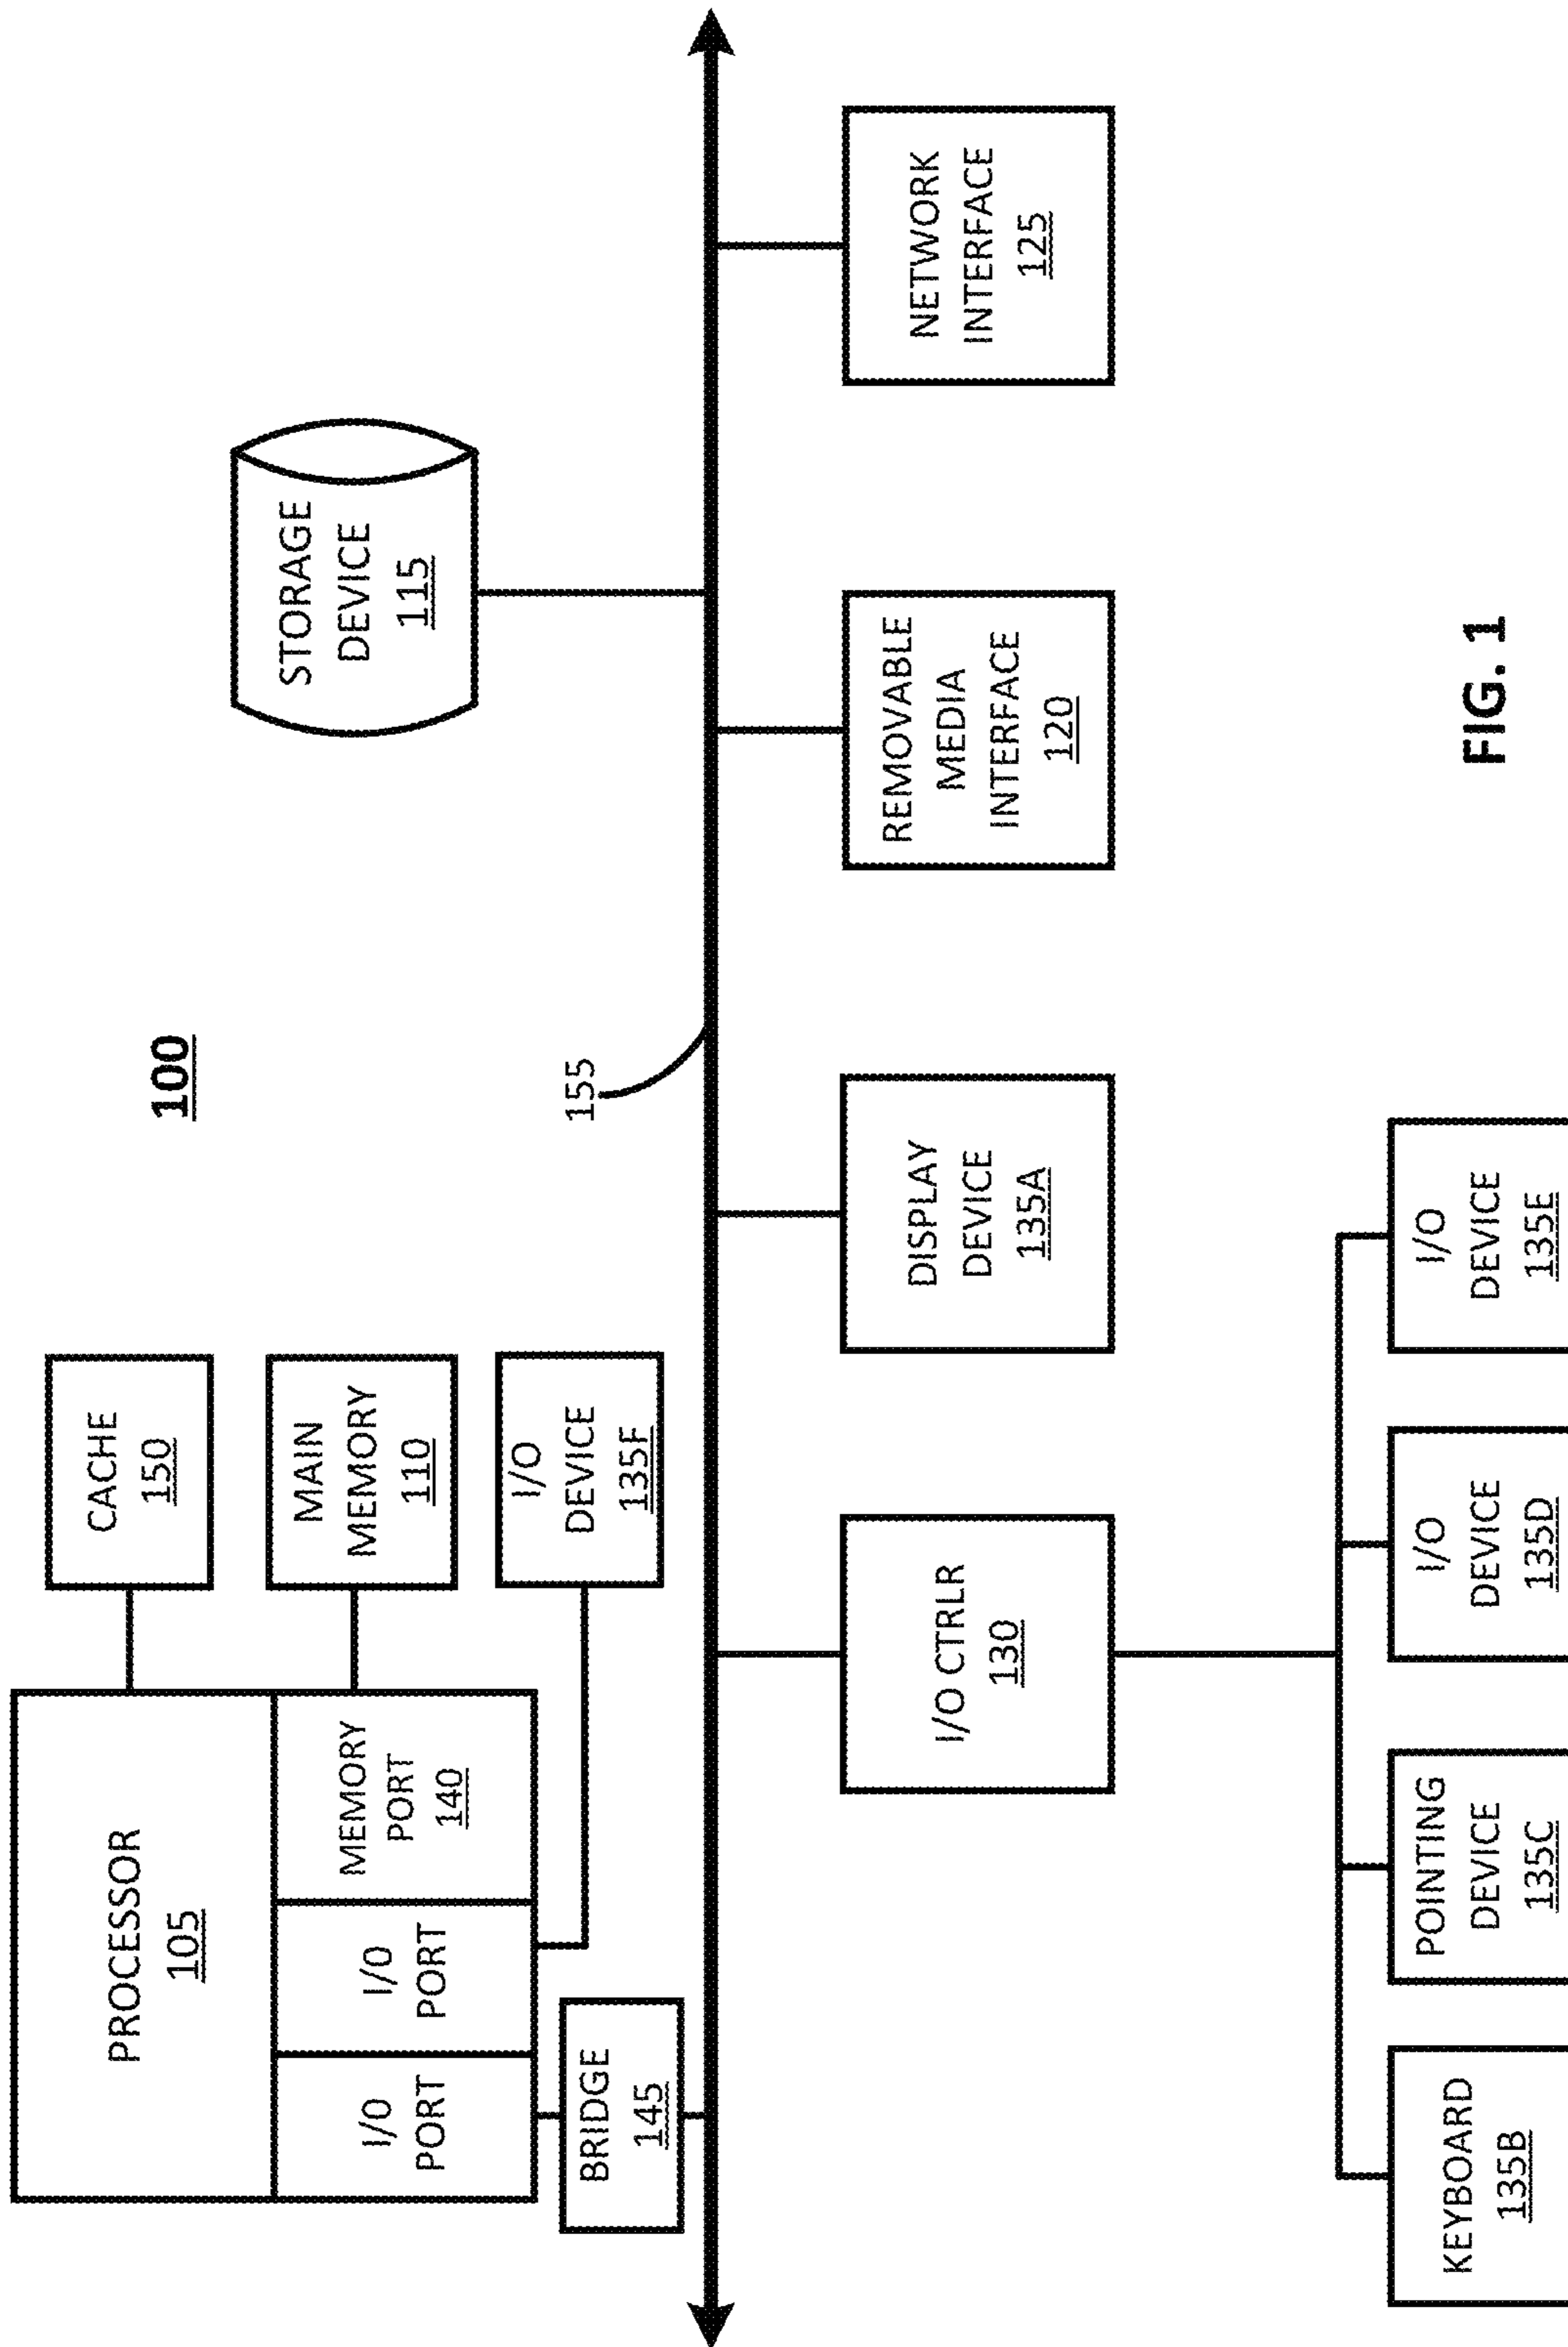 100
PROCESSOR
105
I/O
PORT
I/O
PORT
MEMORY
PORT
140
CACHE
150
MAIN
MEMORY
110
I/O
DEVICE
135F
BRIDGE
145
STORAGE
DEVICE
115
155
I/O CTRLR
130
DISPLAY
DEVICE
135A
REMOVABLE
MEDIA
INTERFACE
120
NETWORK
INTERFACE
125
KEYBOARD
135B
POINTING
DEVICE
135C
I/O
DEVICE
135D
I/O
DEVICE
135E
FIG. 1